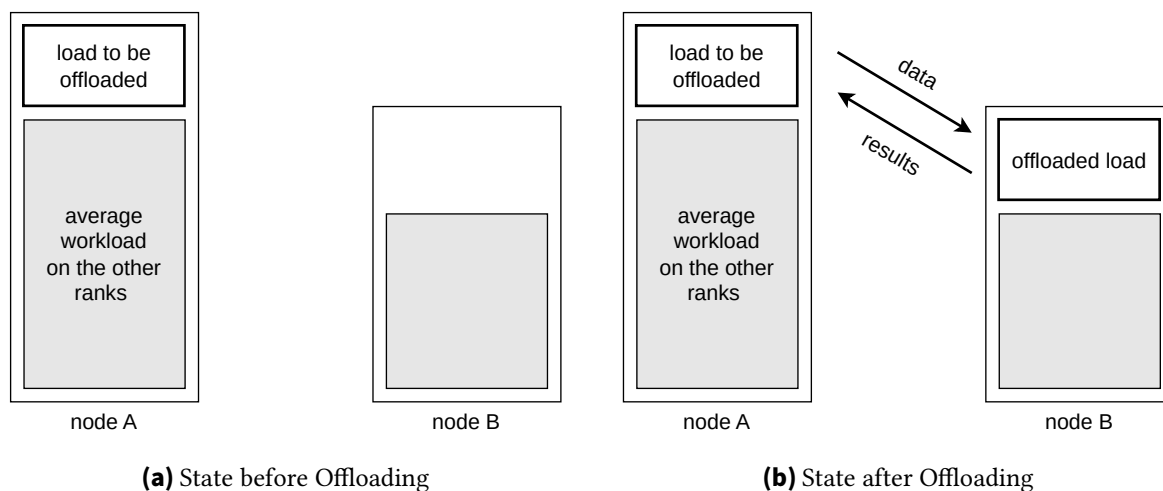 load to be
offloaded
average
workload
on the other
ranks
node A
node B
(a) State before Offloading
load to be
offloaded
average
workload
on the other
ranks
node A
data
results
offloaded load
node B
(b) State after Offloading